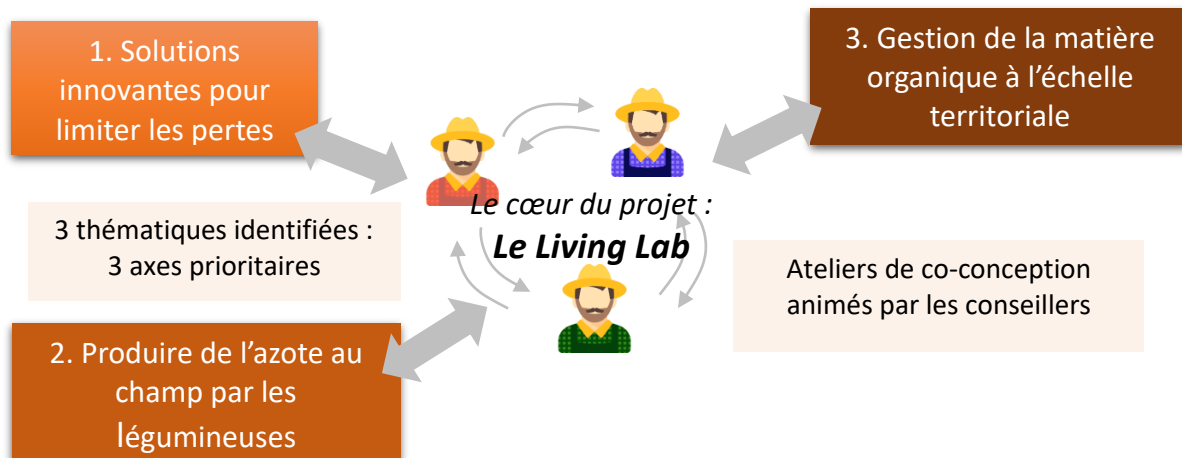 1. Solutions
innovantes pour
limiter les pertes
3. Gestion de la matière
organique à l’échelle
territoriale
Le cœur du projet :
Le Living Lab
3 thématiques identifiées :
3 axes prioritaires
Ateliers de co-conception
animés par les conseillers
2. Produire de l’azote au
champ par les
légumineuses